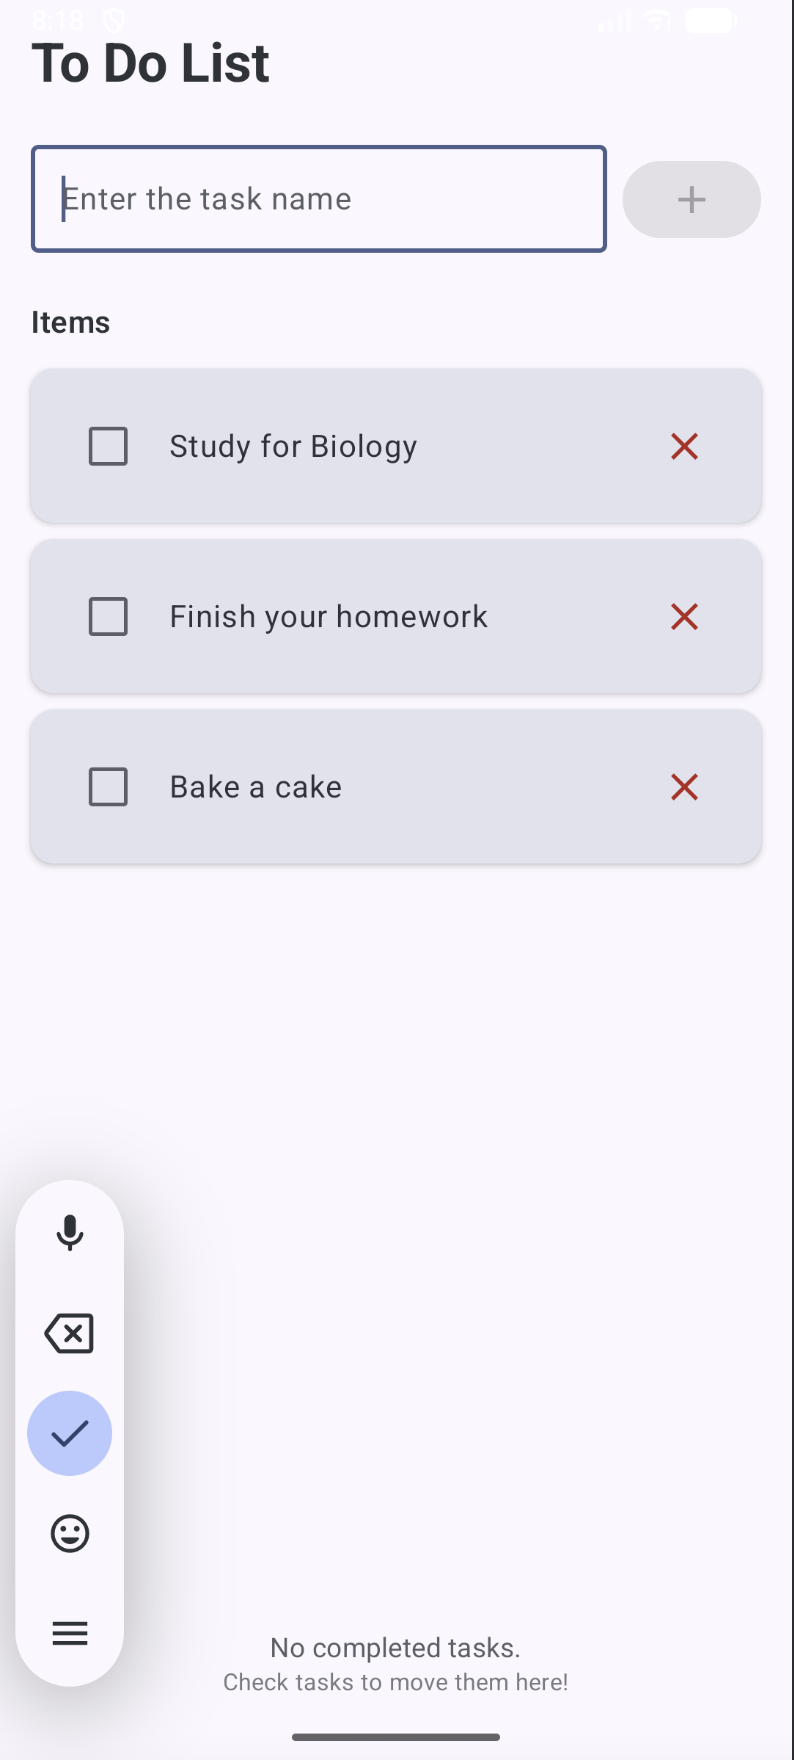 8:18
To Do List
Enter the task name
Items
Study for Biology
Finish your homework
Bake a cake
No completed tasks.
Check tasks to move them here!